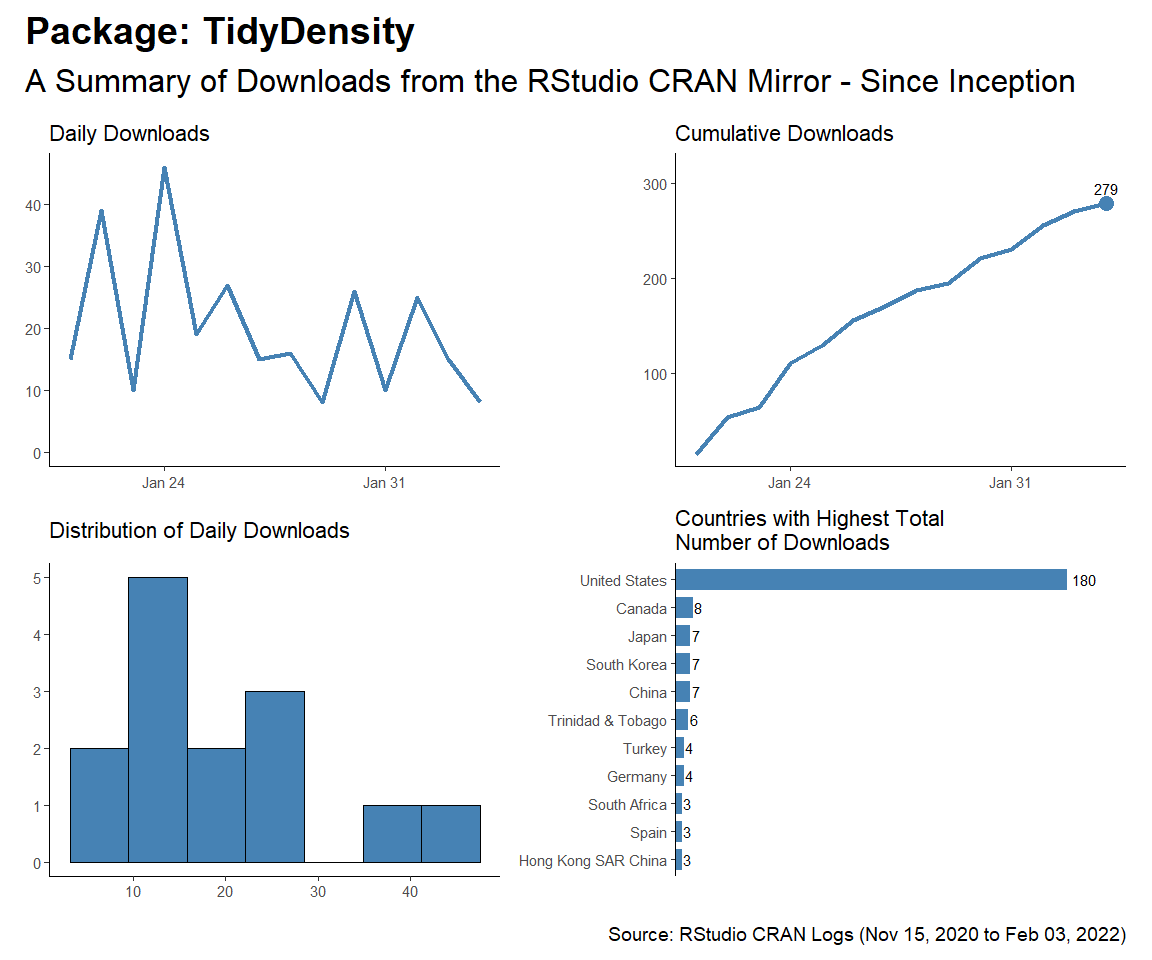 Package: TidyDensity
A Summary of Downloads from the RStudio CRAN Mirror - Since Inception
Daily Downloads
40
30
20
10
0
Jan 24
Jan 31
Cumulative Downloads
300
200
100
279
Jan 24
Jan 31
Distribution of Daily Downloads
5
4
3
2
1
0
10
20
30
40
Countries with Highest Total
Number of Downloads
United States 180
Canada 8
Japan 7
South Korea 7
China 7
Trinidad & Tobago 6
Turkey 4
Germany 4
South Africa 3
Spain 3
Hong Kong SAR China 3
Source: RStudio CRAN Logs (Nov 15, 2020 to Feb 03, 2022)